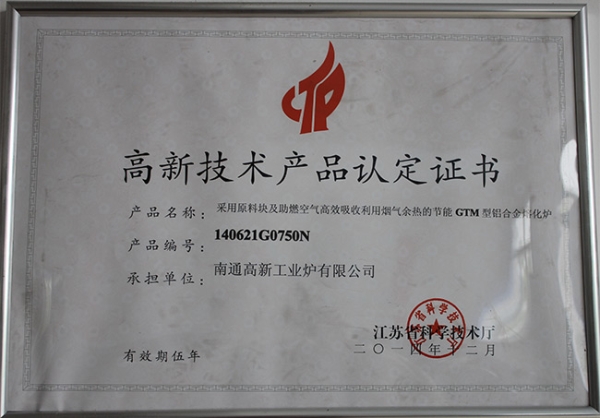 高新技术产品认定证书
产品名称：采用原料块及助燃空气高效吸收利用烟气余热的节能GTM型铝合金熔化炉
产品编号：140621G0750N
承担单位：南通高新工业炉有限公司
江苏省科学技术厅
二〇一四年十二月
有效期伍年